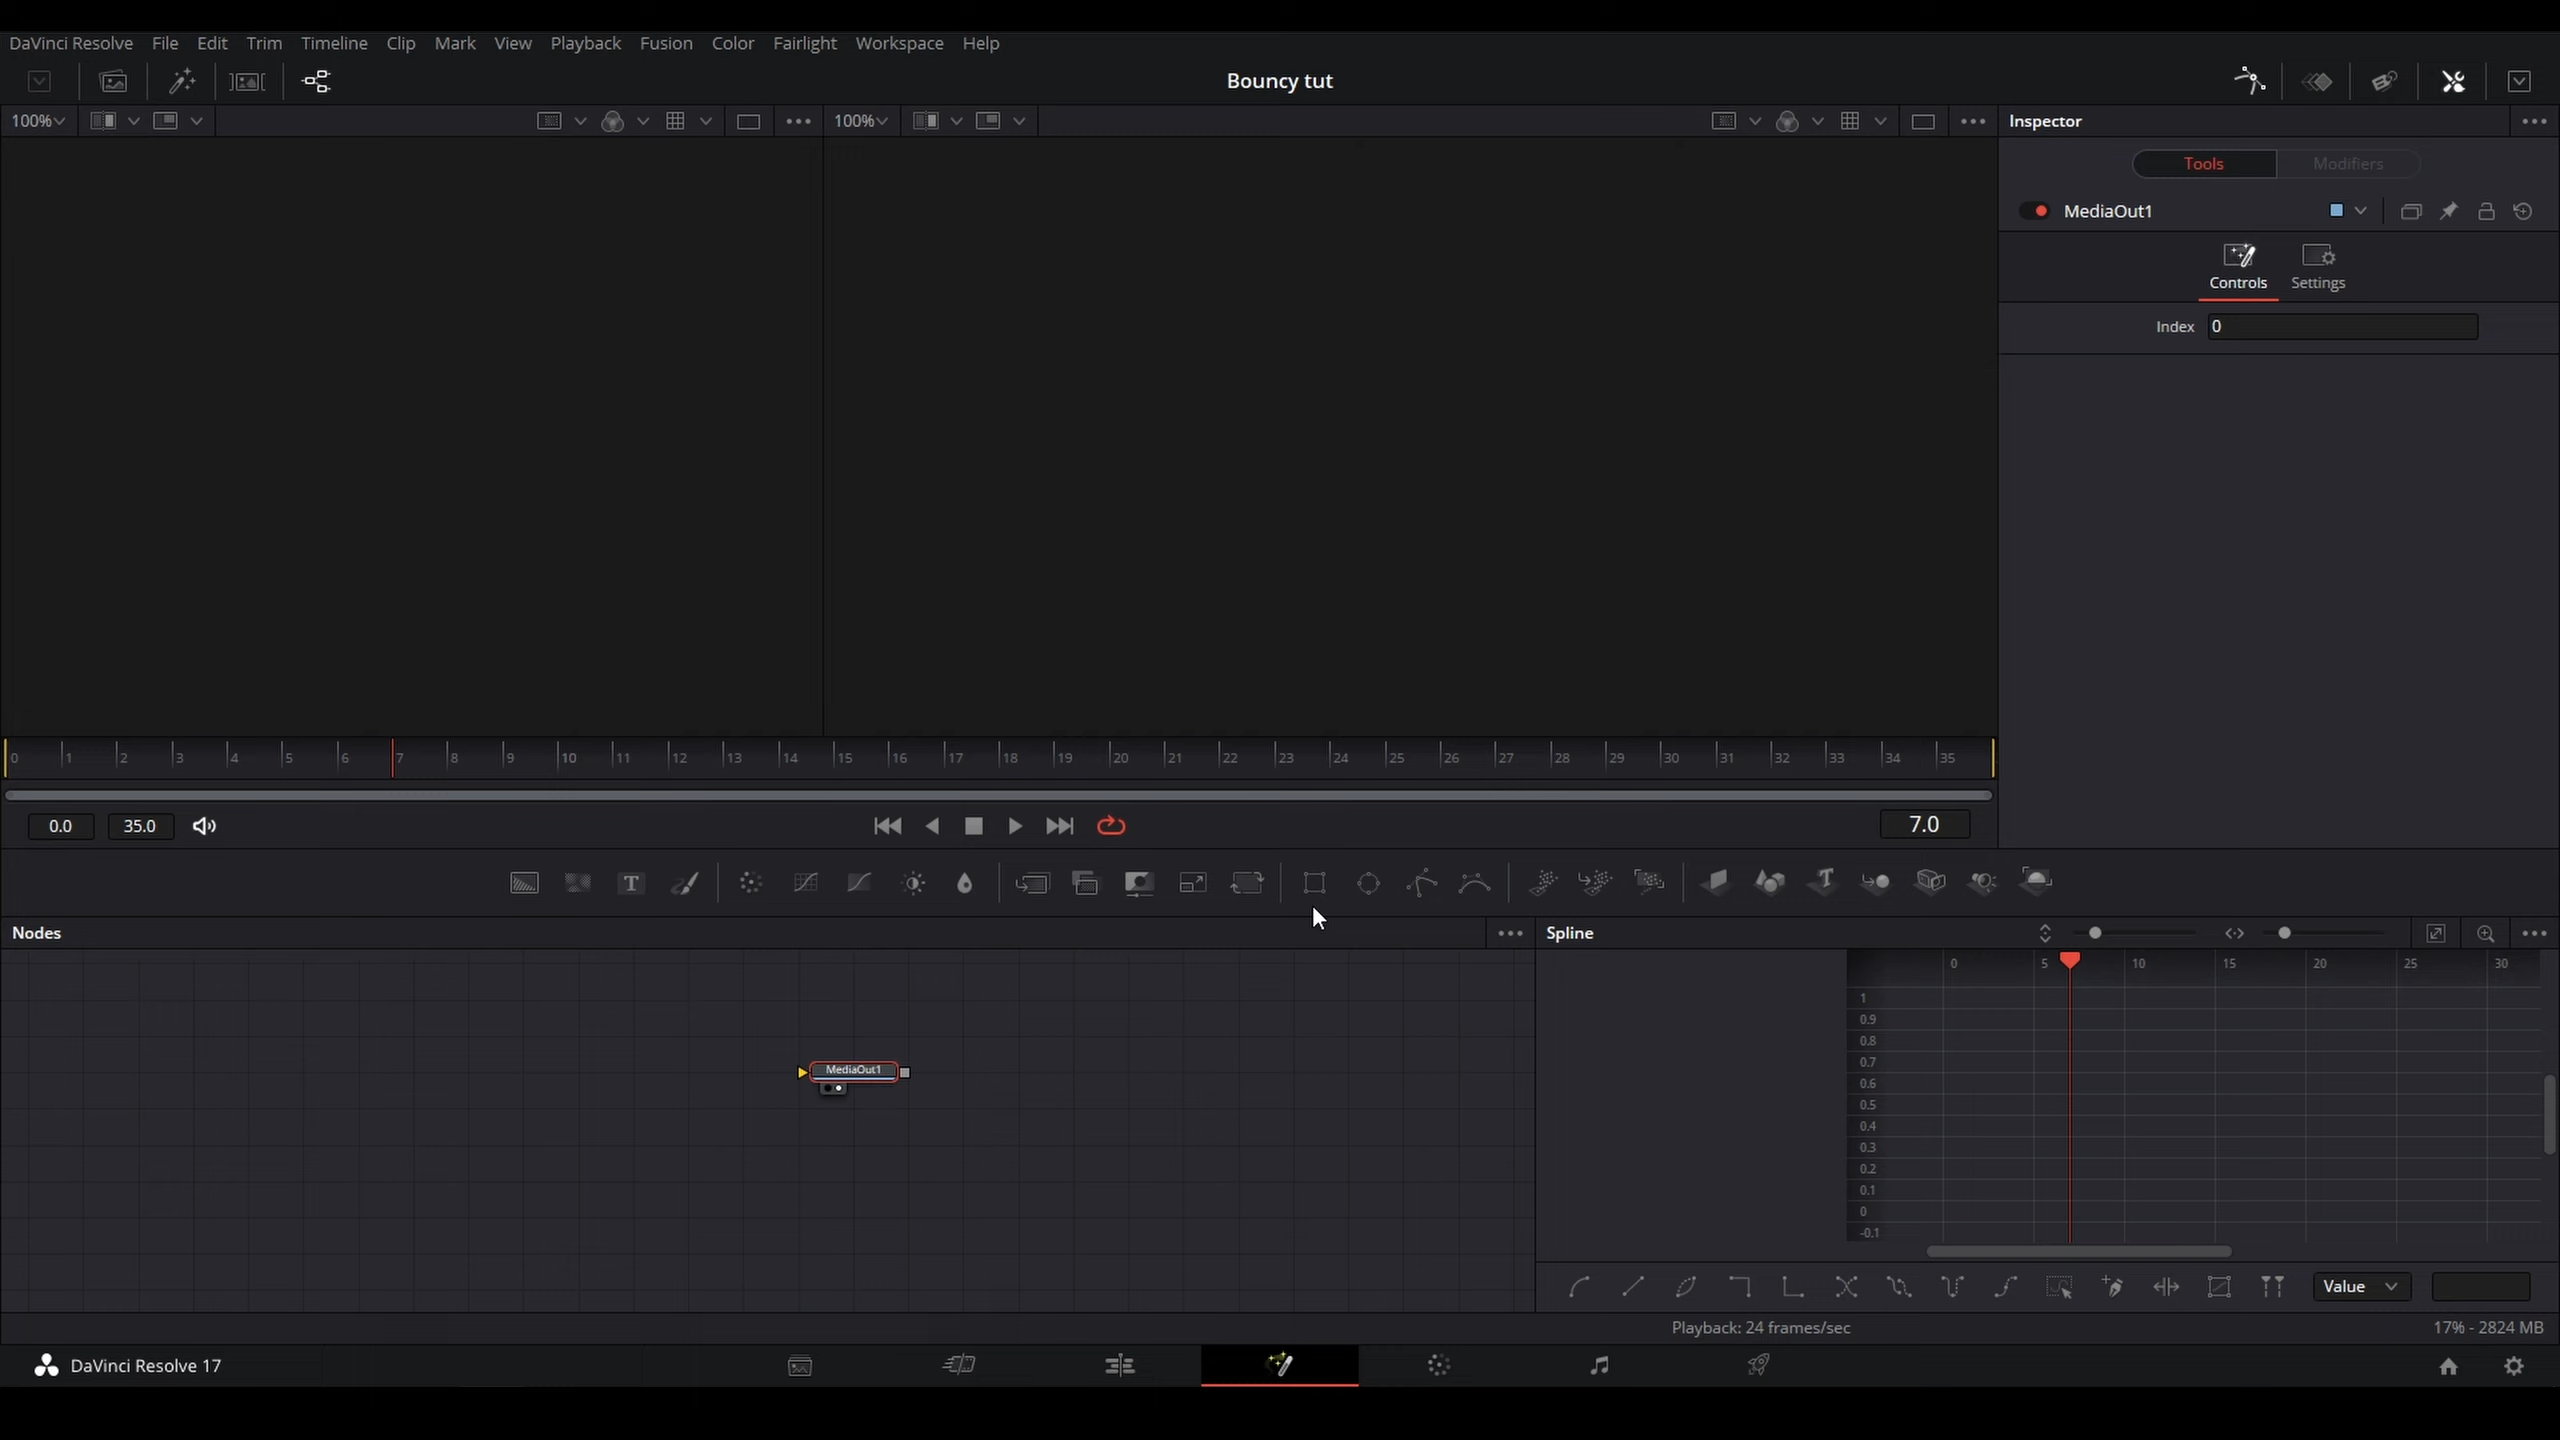 DaVinci Resolve File Edit Trim Timeline Clip Mark View Playback Fusion Color Fairlight Workspace Help
Bouncy tut
100% 100% Inspector
Tools Modifiers
MediaOut1
Controls Settings
Index 0
0 1 2 3 4 5 6 7 8 9 10 11 12 13 14 15 16 17 18 19 20 21 22 23 24 25 26 27 28 29 30 31 32 33 34 35
0.0 35.0 7.0
T T
Nodes Spline
0 5 10 15 20 25 30
1
0.9
0.8
0.7
0.6
0.5
0.4
0.3
0.2
0.1
0
-0.1
MediaOut1
Value
Playback: 24 frames/sec 17% - 2824 MB
DaVinci Resolve 17